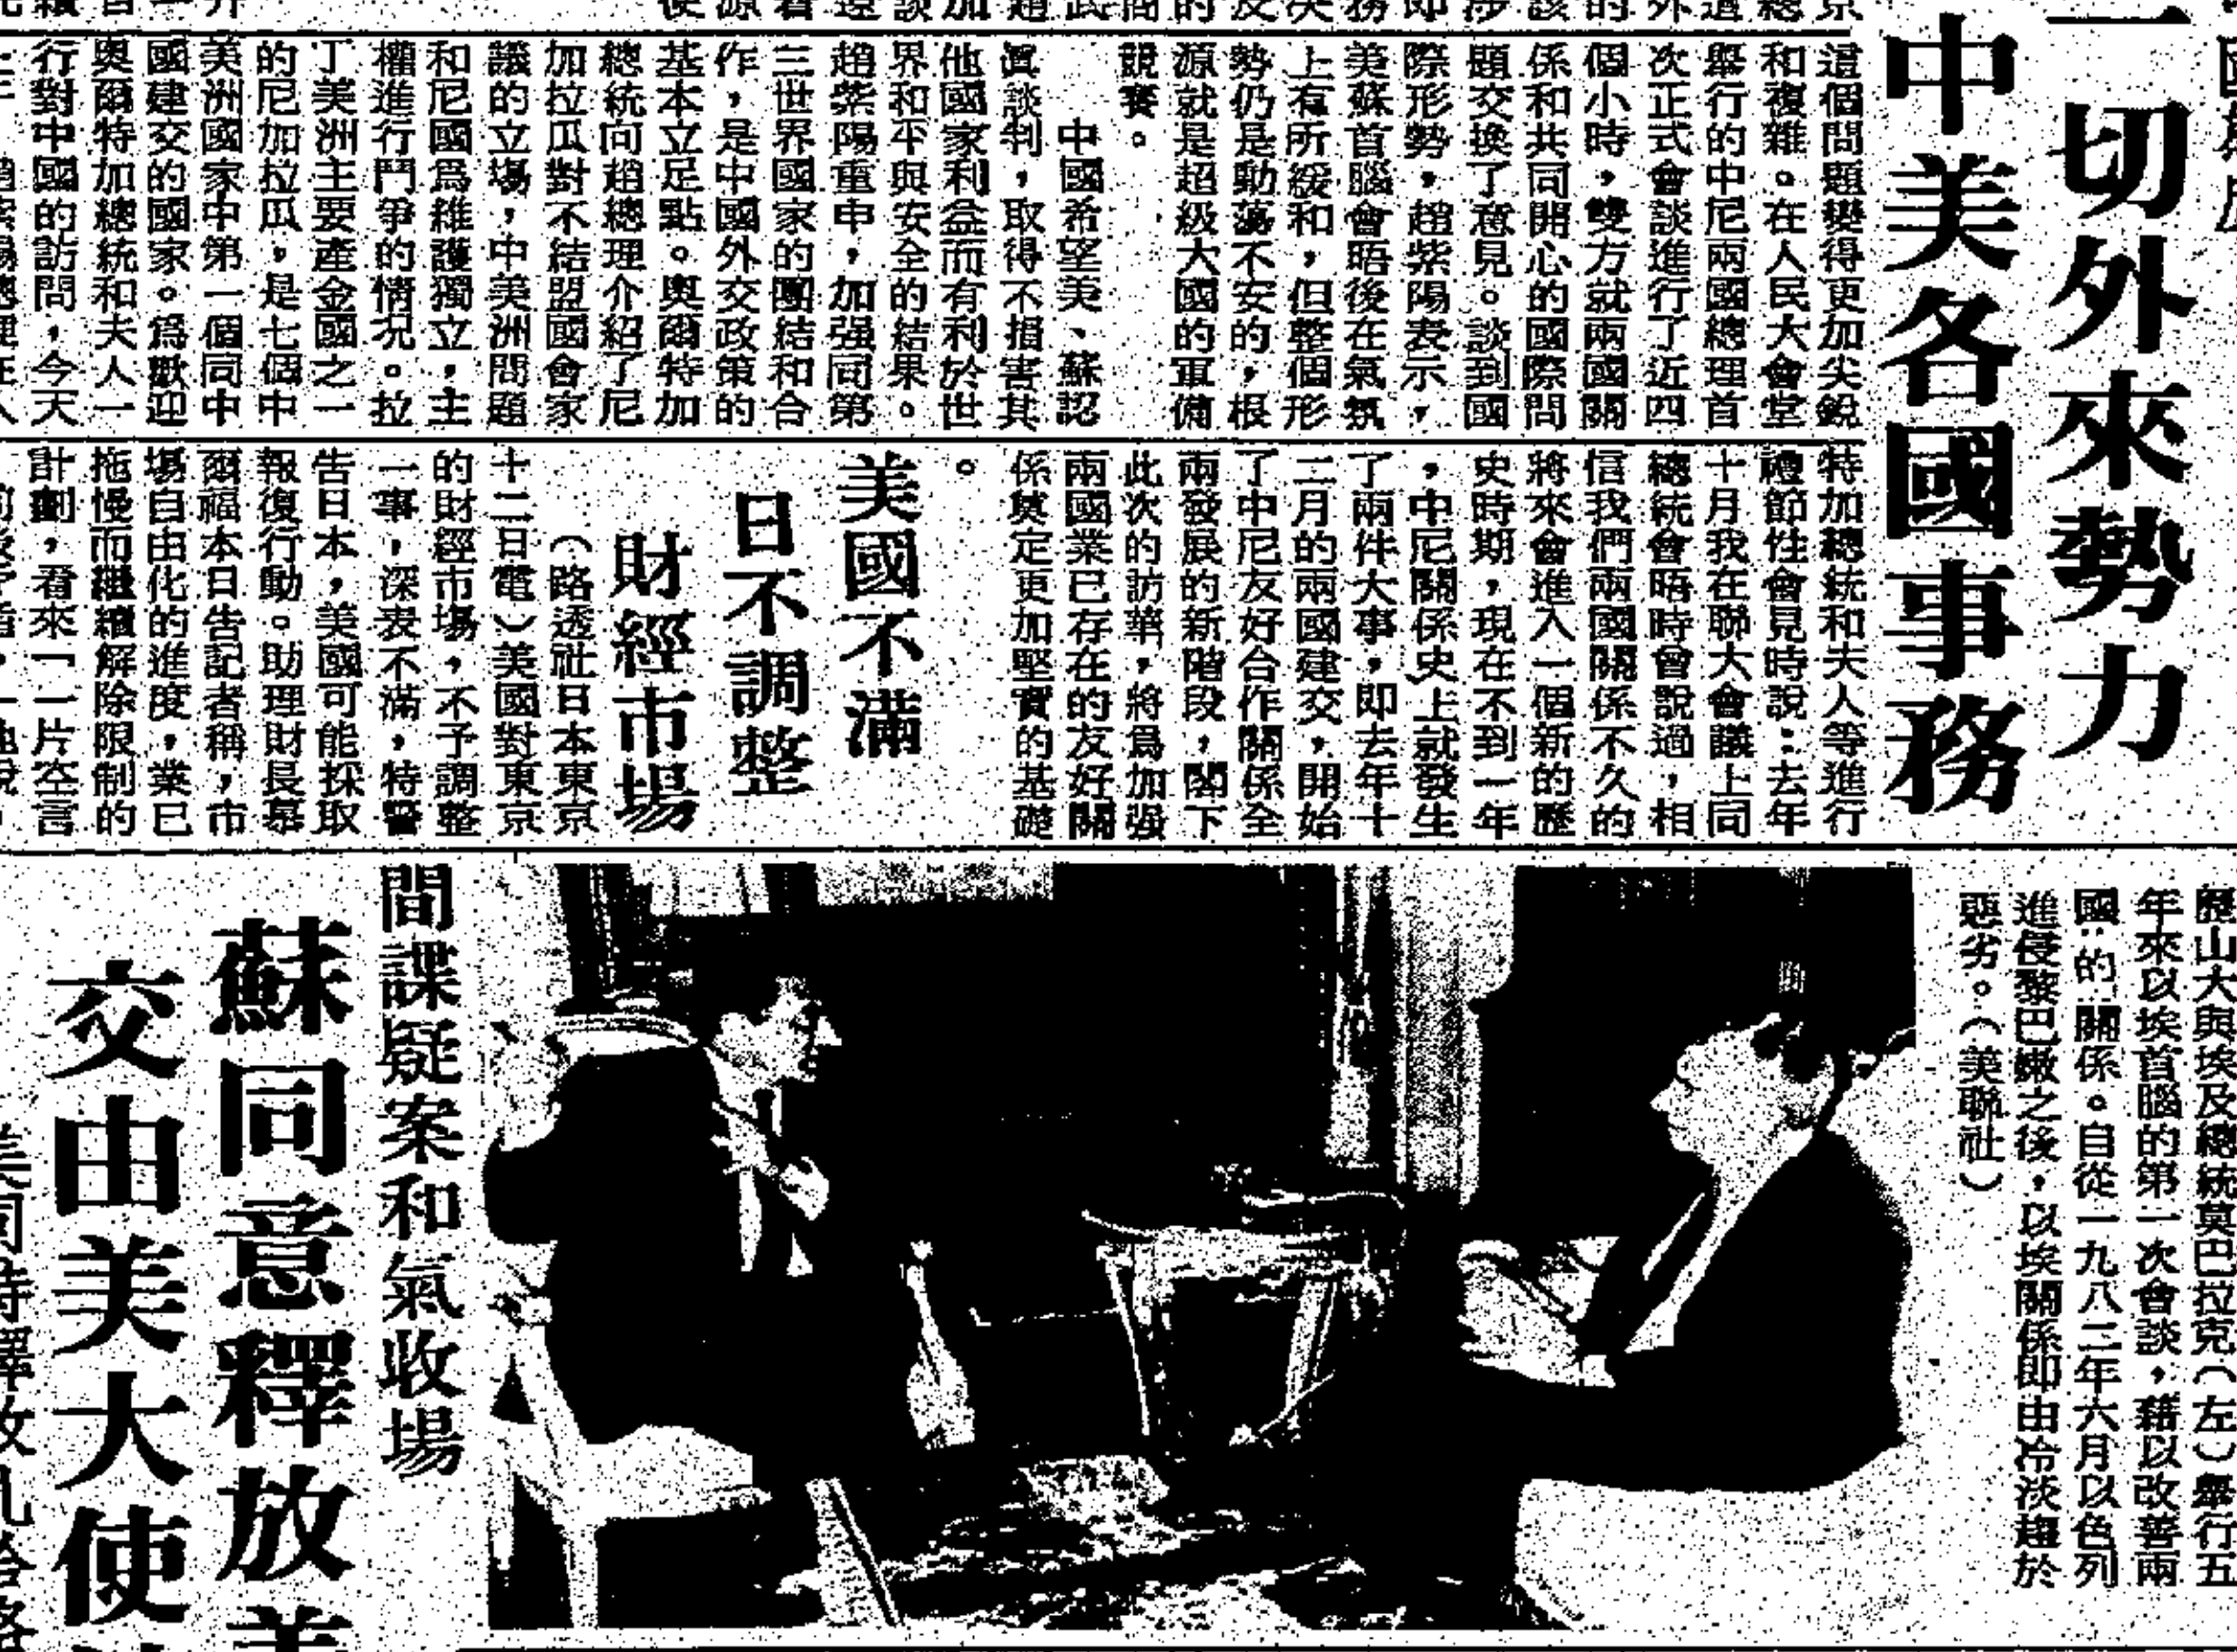 一切外來勢力
中美各國事務
這個問題變得更加尖銳
和複雜。在人民大會堂
舉行的中尼兩國總理首
次正式會談進行了近四
個小時，雙方就兩國關
係和共同開心的國際問
題交換了意見。談到國
際形勢，趙紫陽表示，
美蘇首腦會晤後在氣氛
上有所緩和，但整個形
勢仍是動蕩不安的，根
源就是超級大國的軍備
競賽。
中國希望美、蘇認
眞談判，取得不損害其
他國家利益而有利於世
界和平與安全的結果。
趙紫陽重申，加强同第
三世界國家的團結和合
作，是中國外交政策的
基本立足點。奧爾特加
總統向趙總理介紹了尼
加拉瓜對不結盟國會家
議的立場，中美洲問題
和尼國爲維護獨立，主
權進行鬥爭的情況。拉
丁美洲主要產金國之一
的尼加拉瓜，是七個中
美洲國家中第一個同中
國建交的國家。爲歡迎
奧爾特加總統和夫人一
行對中國的訪問，今天
特加總統和夫人等進行
禮節性會見時說：去年
十月我在聯大會議上同
總統會晤時曾說過，相
信我們兩國關係不久的
將來會進入一個新的歷
史時期，現在不到一年
，中尼關係史上就發生
了兩件大事，即去年十
二月的兩國建交，開始
了中尼友好合作關係全
兩發展的新階段，閣下
此次的訪華，將爲加强
兩國業已存在的友好關
係奠定更加堅實的基礎
。
美國不滿
日不調整
財經市場
（路透社日本東京
十二日電）美國對東京
的財經市場，不予調整
一事，深表不滿，特警
告日本，美國可能採取
報復行動。助理財長慕
爾福本日告記者稱，市
場自由化的進度，業已
拖慢而繼續解除限制的
計劃，看來「一片空言
歷山大與埃及總統莫巴拉克（左）舉行五
年來以埃首腦的第一次會談，藉以改善兩
國的關係。自從一九八二年六月以色列
進侵黎巴嫩之後，以埃關係即由冷淡趨於
惡劣。（美聯社）
間諜疑案和氣收場
蘇同意釋放美
交由美大使